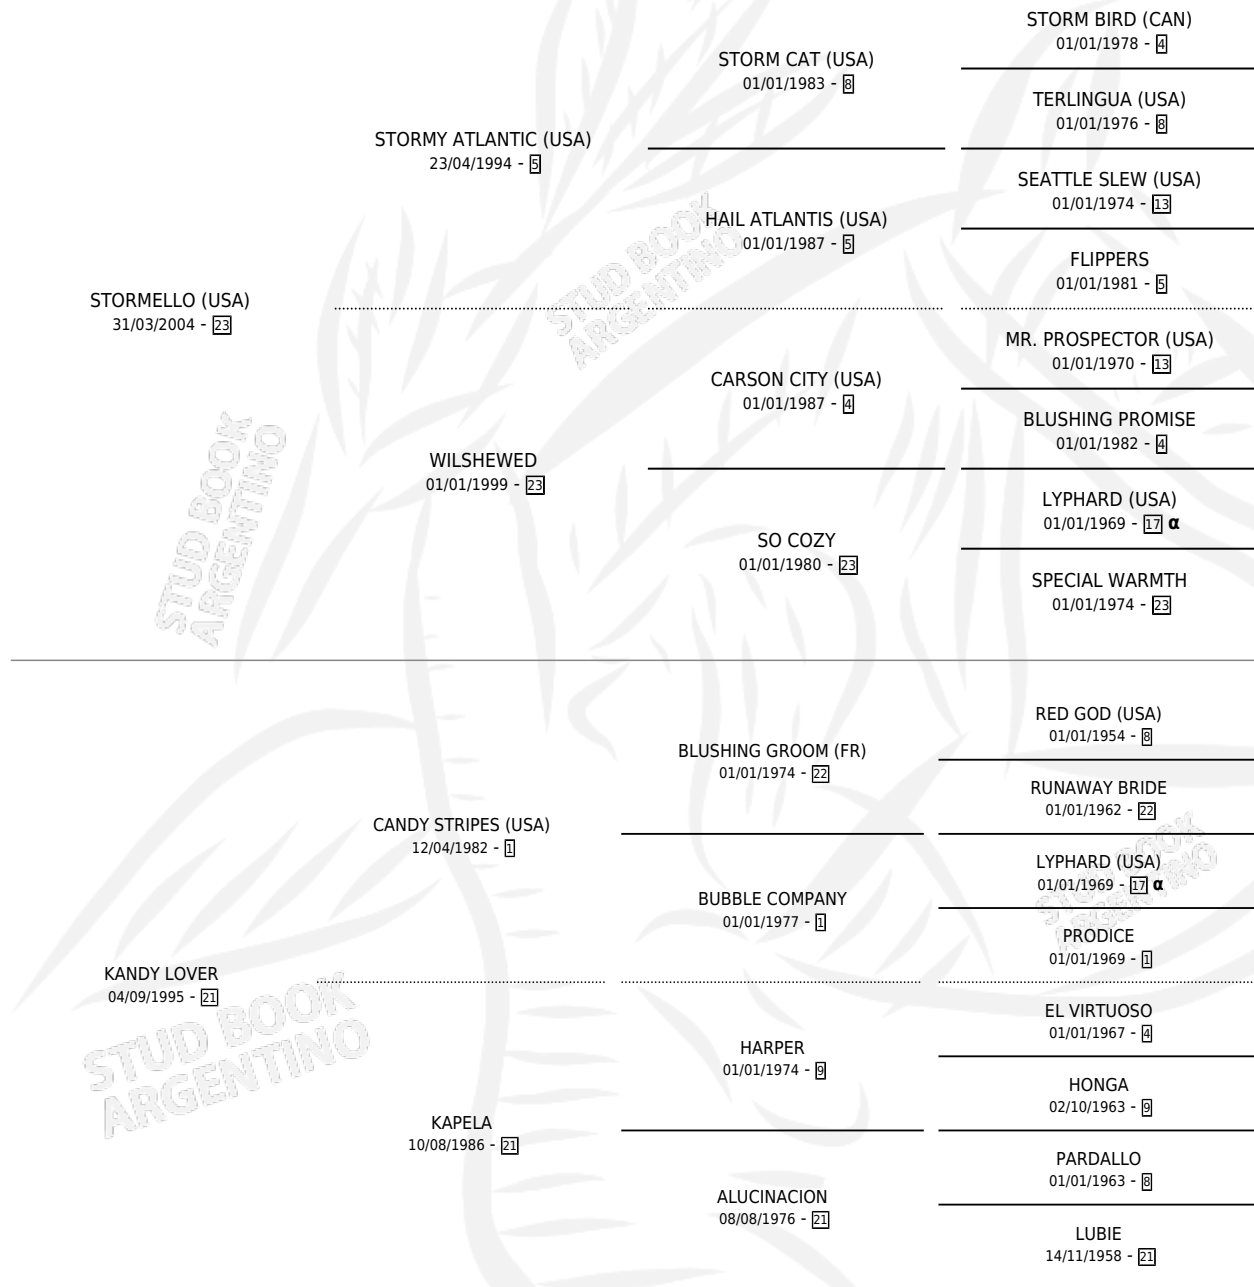 STORM BIRD (CAN)
01/01/1978 - 4
STORM CAT (USA)
01/01/1983 - 8
TERLINGUA (USA)
01/01/1976 - 8
STORMY ATLANTIC (USA)
23/04/1994 - 5
SEATTLE SLEW (USA)
01/01/1974 - 13
HAIL ATLANTIS (USA)
01/01/1987 - 5
FLIPPERS
01/01/1981 - 5
STUD BOOK
ARGENTINO
STORMELLO (USA)
31/03/2004 - 23
MR. PROSPECTOR (USA)
01/01/1970 - 13
CARSON CITY (USA)
01/01/1987 - 4
BLUSHING PROMISE
01/01/1982 - 4
WILSHEWED
01/01/1999 - 23
LYPHARD (USA)
01/01/1969 - 17 α
SO COZY
01/01/1980 - 23
SPECIAL WARMTH
01/01/1974 - 23
STUD BOOK
ARGENTINO
RED GOD (USA)
01/01/1954 - 8
BLUSHING GROOM (FR)
01/01/1974 - 22
RUNAWAY BRIDE
01/01/1962 - 22
CANDY STRIPES (USA)
12/04/1982 - 1
LYPHARD (USA)
01/01/1969 - 17 α
BUBBLE COMPANY
01/01/1977 - 1
STUD BOOK
ARGENTINO
PRODICE
01/01/1969 - 1
KANDY LOVER
04/09/1995 - 21
EL VIRTUOSO
01/01/1967 - 4
HARPER
01/01/1974 - 9
HONGA
02/10/1963 - 9
STUD BOOK
ARGENTINO
KAPELA
10/08/1986 - 21
PARDALLO
01/01/1963 - 8
ALUCINACION
08/08/1976 - 21
LUBIE
14/11/1958 - 21